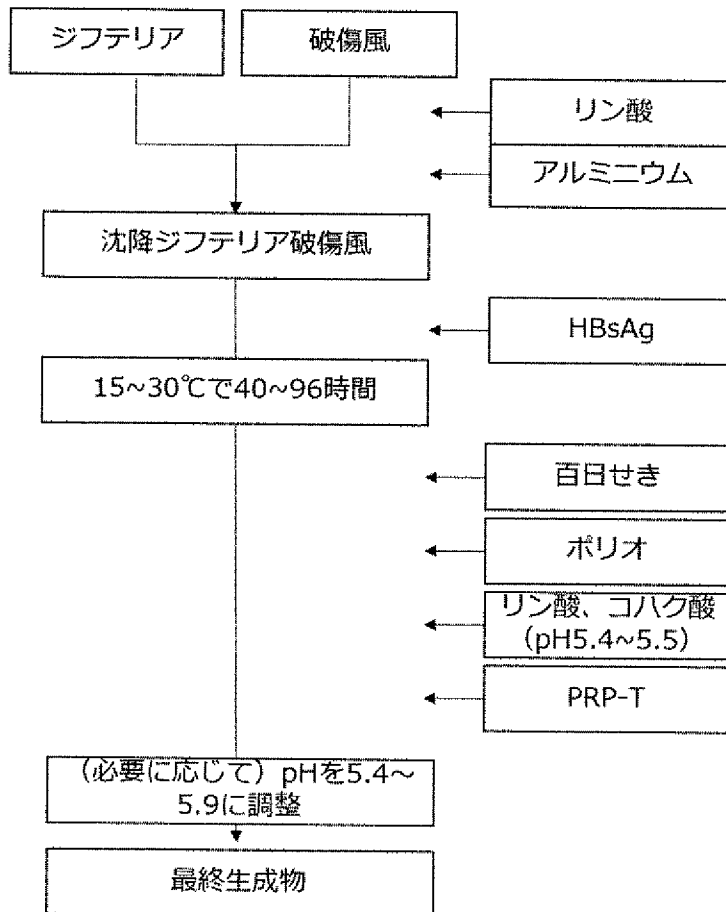 ジフテリア
破傷風
リン酸
アルミニウム
沈降ジフテリア破傷風
HBsAg
15~30℃で40~96時間
百日せき
ポリオ
リン酸、コハク酸
（pH5.4~5.5）
PRP-T
（必要に応じて）pHを5.4～
5.9に調整
最終生成物